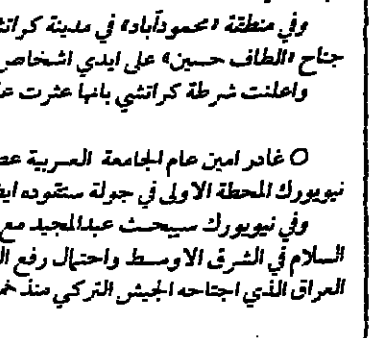 وفي منطقة «محمودآباد» في مدينة كراتش
جناح «الطاف حسين» على ايدي اشخاص
واعلنت شرطة كراتشي بانها عثرت ع
O غادر امين عام الجامعة العربية عص
نيويورك المحطة الاولى في جولة ستقوده ايض
وفي نيويورك سيبحث عبدالمجيد مع
السلام في الشرق الاوسط واحتمال رفع ال
العراق الذي اجتاحه الجيش التركي منذ خم